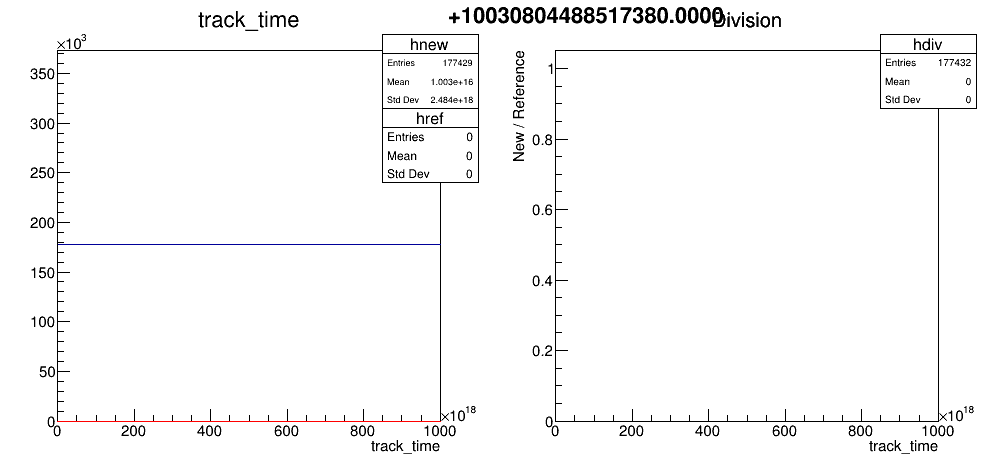 track_time
+10030804488517380.0000
Division
×10³
hnew
Entries 177429
Mean 1.003e+16
Std Dev 2.484e+18
href
Entries 0
Mean 0
Std Dev 0
350
300
250
200
150
100
50
0
0 200 400 600 800 1000
×10¹⁸
track_time
hdiv
Entries 177432
Mean 0
Std Dev 0
New / Reference
1
0.8
0.6
0.4
0.2
0
0 200 400 600 800 1000
×10¹⁸
track_time